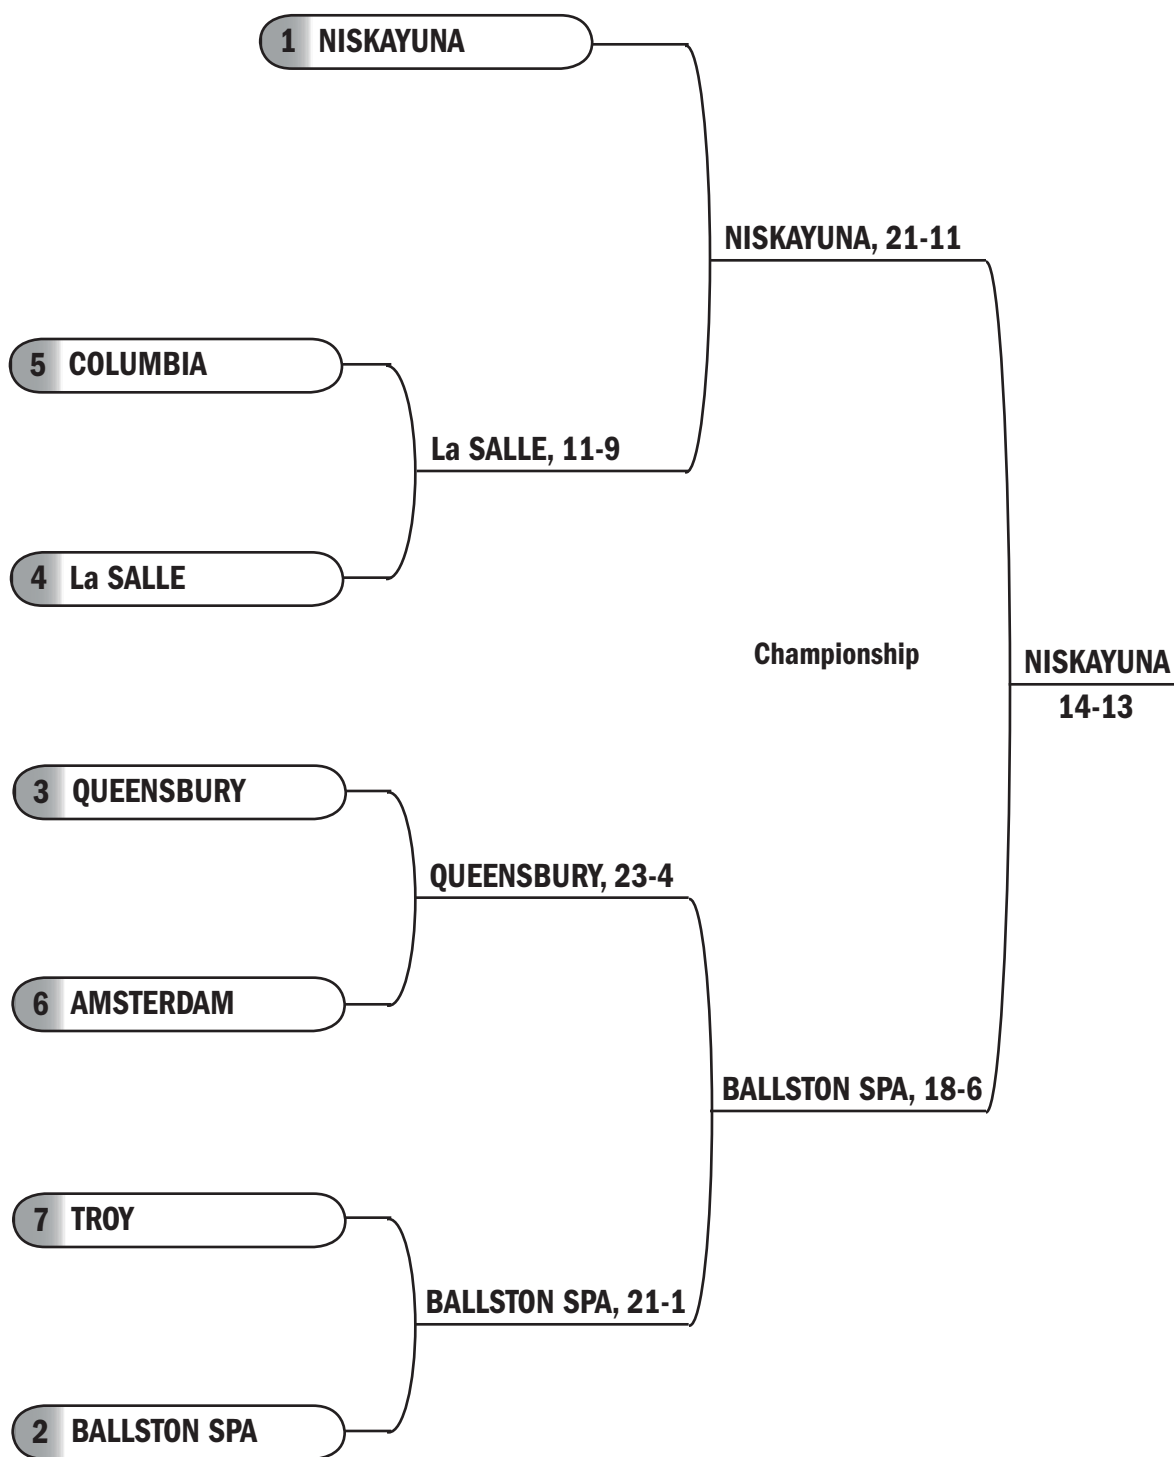 1 NISKAYUNA
NISKAYUNA, 21-11
5 COLUMBIA
La SALLE, 11-9
4 La SALLE
Championship
NISKAYUNA
14-13
3 QUEENSBURY
QUEENSBURY, 23-4
6 AMSTERDAM
BALLSTON SPA, 18-6
7 TROY
BALLSTON SPA, 21-1
2 BALLSTON SPA